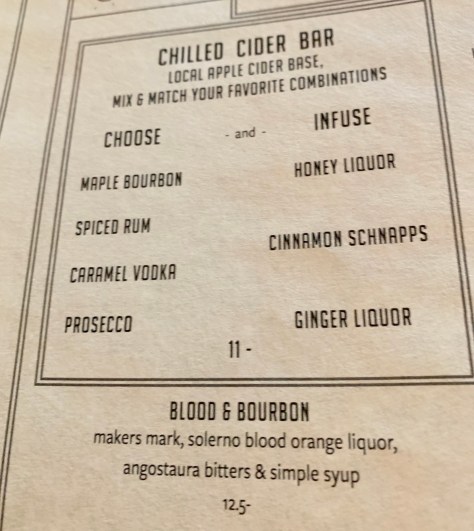 CHILLED CIDER BAR
LOCAL APPLE CIDER BASE,
MIX & MATCH YOUR FAVORITE COMBINATIONS
CHOOSE - and - INFUSE
MAPLE BOURBON HONEY LIQUOR
SPICED RUM
CINNAMON SCHNAPPS
CARAMEL VODKA
PROSECCO GINGER LIQUOR
11 -
BLOOD & BOURBON
makers mark, solerno blood orange liquor,
angostaura bitters & simple syup
12.5-